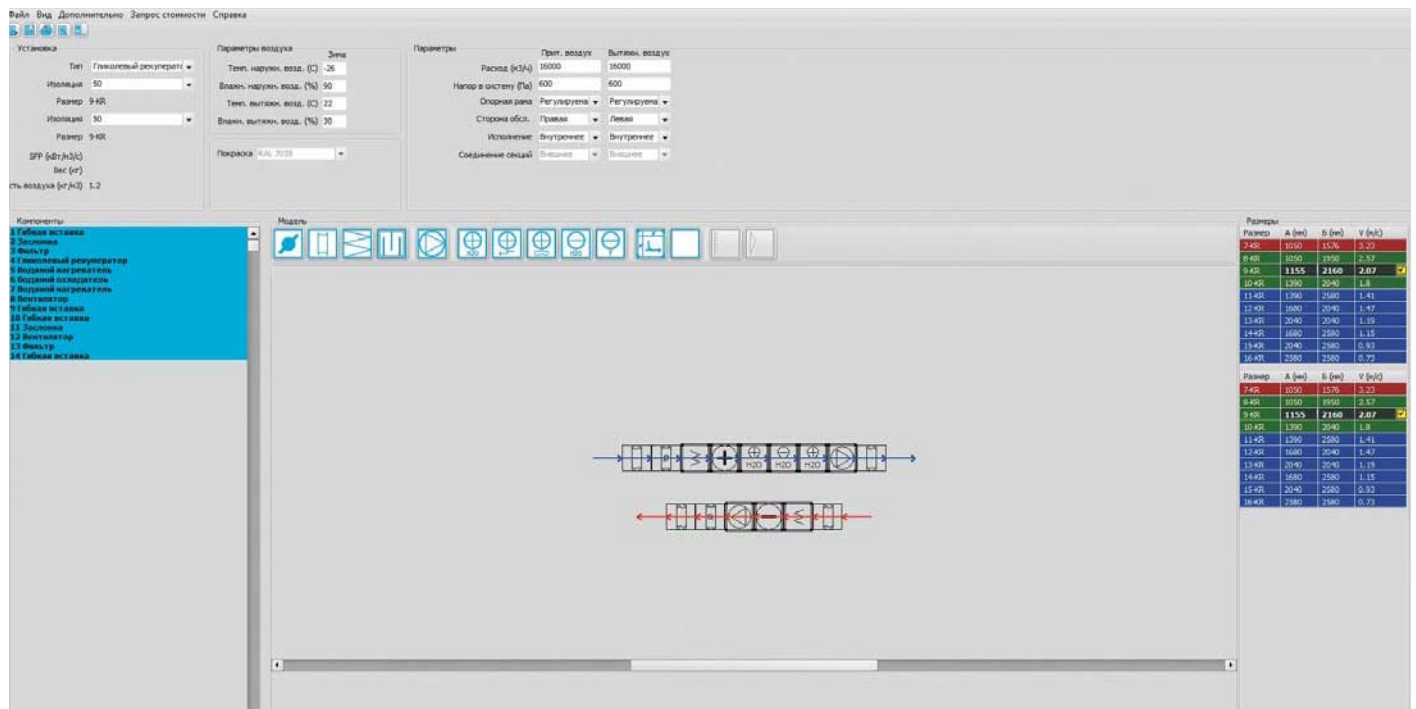 Файл Вид Дополнительно Запрос стоимости Справка
Установка
Тип Гликолевый рекуперат
Изоляция 50
Размер 9-KR
Изоляция 50
Размер 9-KR
SFP (кВт/м3/с)
Вес (кг)
сть воздуха (кг/м3) 1.2
Параметры воздуха
Зима
Темп. наружн. возд. (С) -26
Влажн. наружн. возд. (%) 90
Темп. вытяжн. возд. (С) 22
Влажн. вытяжн. возд. (%) 30
Покраска RAL 7035
Параметры
Прит. воздух Вытяжн. воздух
Расход (м3/ч) 16000 16000
Напор в систему (Па) 600 600
Опорная рама Регулируема Регулируема
Сторона обсл. Правая Левая
Исполнение Внутреннее Внутреннее
Соединение секций Внешнее Внешнее
Компоненты
1 Гибкая вставка
2 Заслонка
3 Фильтр
4 Гликолевый рекуператор
5 Водяной нагреватель
6 Водяной охладитель
7 Водяной нагреватель
8 Вентилятор
9 Гибкая вставка
10 Гибкая вставка
11 Заслонка
12 Вентилятор
13 Фильтр
14 Гибкая вставка
Модель
H2O H2O
H2O H2O H2O
Размеры
Размер А (мм) Б (мм) V (м/с)
7-KR 1050 1576 3.23
8-KR 1050 1950 2.57
9-KR 1155 2160 2.07
10-KR 1390 2040 1.8
11-KR 1390 2580 1.41
12-KR 1680 2040 1.47
13-KR 2040 2040 1.19
14-KR 1680 2580 1.15
15-KR 2040 2580 0.93
16-KR 2580 2580 0.73
Размер А (мм) Б (мм) V (м/с)
7-KR 1050 1576 3.23
8-KR 1050 1950 2.57
9-KR 1155 2160 2.07
10-KR 1390 2040 1.8
11-KR 1390 2580 1.41
12-KR 1680 2040 1.47
13-KR 2040 2040 1.19
14-KR 1680 2580 1.15
15-KR 2040 2580 0.93
16-KR 2580 2580 0.73